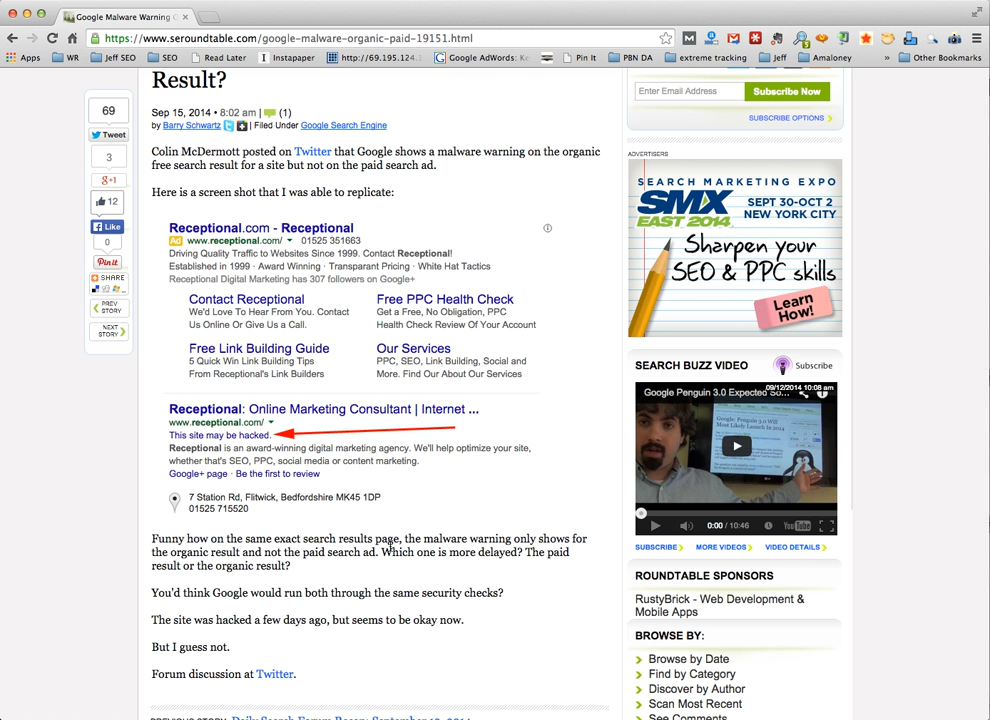 Google Malware Warning
https://www.seroundtable.com/google-malware-organic-paid-19151.html
Apps WR Jeff SEO SEO Read Later Instapaper http://69.195.124. Google AdWords: Ke Pin It PBN DA extreme tracking Jeff Amaloney » Other Bookmarks
Result?
Sep 15, 2014 • 8:02 am | (1)
by Barry Schwartz | Filed Under Google Search Engine
Colin McDermott posted on Twitter that Google shows a malware warning on the organic
free search result for a site but not on the paid search ad.
Here is a screen shot that I was able to replicate:
69
Tweet
3
g+1
12
Like
0
Pin it
SHARE
PREV
STORY
NEXT
STORY
Receptional.com - Receptional
Ad www.receptional.com/ 01525 351663
Driving Quality Traffic to Websites Since 1999. Contact Receptional!
Established in 1999 · Award Winning · Transparent Pricing · White Hat Tactics
Receptional Digital Marketing has 307 followers on Google+
Contact Receptional
We'd Love To Hear From You. Contact
Us Online Or Give Us a Call.
Free PPC Health Check
Get a Free, No Obligation, PPC
Health Check Review Of Your Account
Free Link Building Guide
5 Quick Win Link Building Tips
From Receptional's Link Builders
Our Services
PPC, SEO, Link Building, Social and
More. Find Our About Our Services
Receptional: Online Marketing Consultant | Internet ...
www.receptional.com/
This site may be hacked.
Receptional is an award-winning digital marketing agency. We'll help optimize your site,
whether that's SEO, PPC, social media or content marketing.
Google+ page · Be the first to review
7 Station Rd, Flitwick, Bedfordshire MK45 1DP
01525 715520
Funny how on the same exact search results page, the malware warning only shows for
the organic result and not the paid search ad. Which one is more delayed? The paid
result or the organic result?
You'd think Google would run both through the same security checks?
The site was hacked a few days ago, but seems to be okay now.
But I guess not.
Forum discussion at Twitter.
PREVIOUS STORY: Daily Search Forum Recap: September 12, 2014
Enter Email Address Subscribe Now
SUBSCRIBE OPTIONS
ADVERTISERS
SEARCH MARKETING EXPO
SMX
EAST 2014
SEPT 30-OCT 2
NEW YORK CITY
Sharpen your
SEO & PPC skills
Learn
How!
SEARCH BUZZ VIDEO Subscribe
09/12/2014 10:08 am
Google Penguin 3.0 Expected So...
0:00 / 10:46 YouTube
SUBSCRIBE MORE VIDEOS VIDEO DETAILS
ROUNDTABLE SPONSORS
RustyBrick - Web Development &
Mobile Apps
BROWSE BY:
Browse by Date
Find by Category
Discover by Author
Scan Most Recent
See Comments